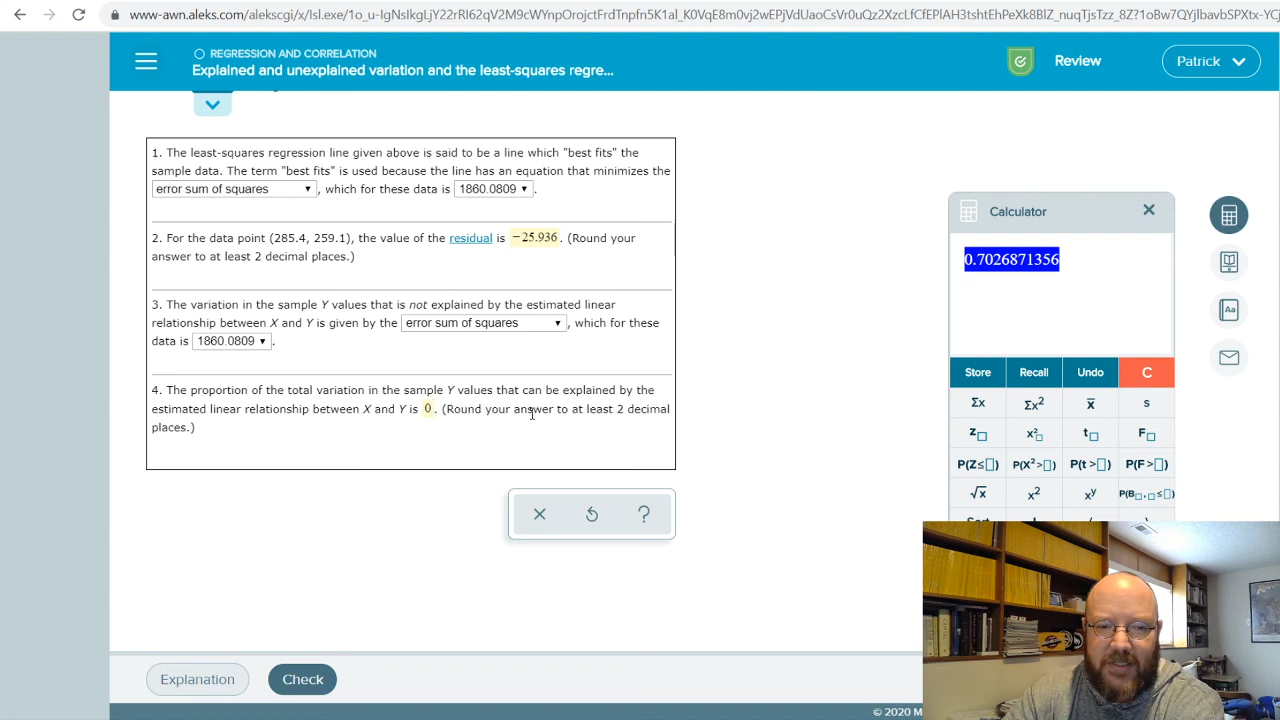 www-awn.aleks.com/alekscgi/x/Isl.exe/1o_u-IgNsIkgLjY22rRI62qV2M9cWYnpOrojctFrdTnpfn5K1al_K0VqE8m0vj2wEPjVdUaoCsVr0uQz2XzcLfCfEPlAH3tshtEhPeXk8BlZ_nuqTjsTzz_8Z?1oBw7QYjlbavbSPXtx-YCj
REGRESSION AND CORRELATION
Explained and unexplained variation and the least-squares regre...
Review
Patrick
1. The least-squares regression line given above is said to be a line which "best fits" the
sample data. The term "best fits" is used because the line has an equation that minimizes the
error sum of squares , which for these data is 1860.0809 .
2. For the data point (285.4, 259.1), the value of the residual is −25.936. (Round your
answer to at least 2 decimal places.)
3. The variation in the sample Y values that is not explained by the estimated linear
relationship between X and Y is given by the error sum of squares , which for these
data is 1860.0809 .
4. The proportion of the total variation in the sample Y values that can be explained by the
estimated linear relationship between X and Y is 0. (Round your answer to at least 2 decimal
places.)
Calculator
0.7026871356
Store Recall Undo C
Σx Σx² x̄ s
z□ x²□ t□ F□
P(Z≤□) P(X²>□) P(t>□) P(F>□)
√x x² xʸ P(B□,□≤□)
Aa
Explanation
Check
© 2020 M